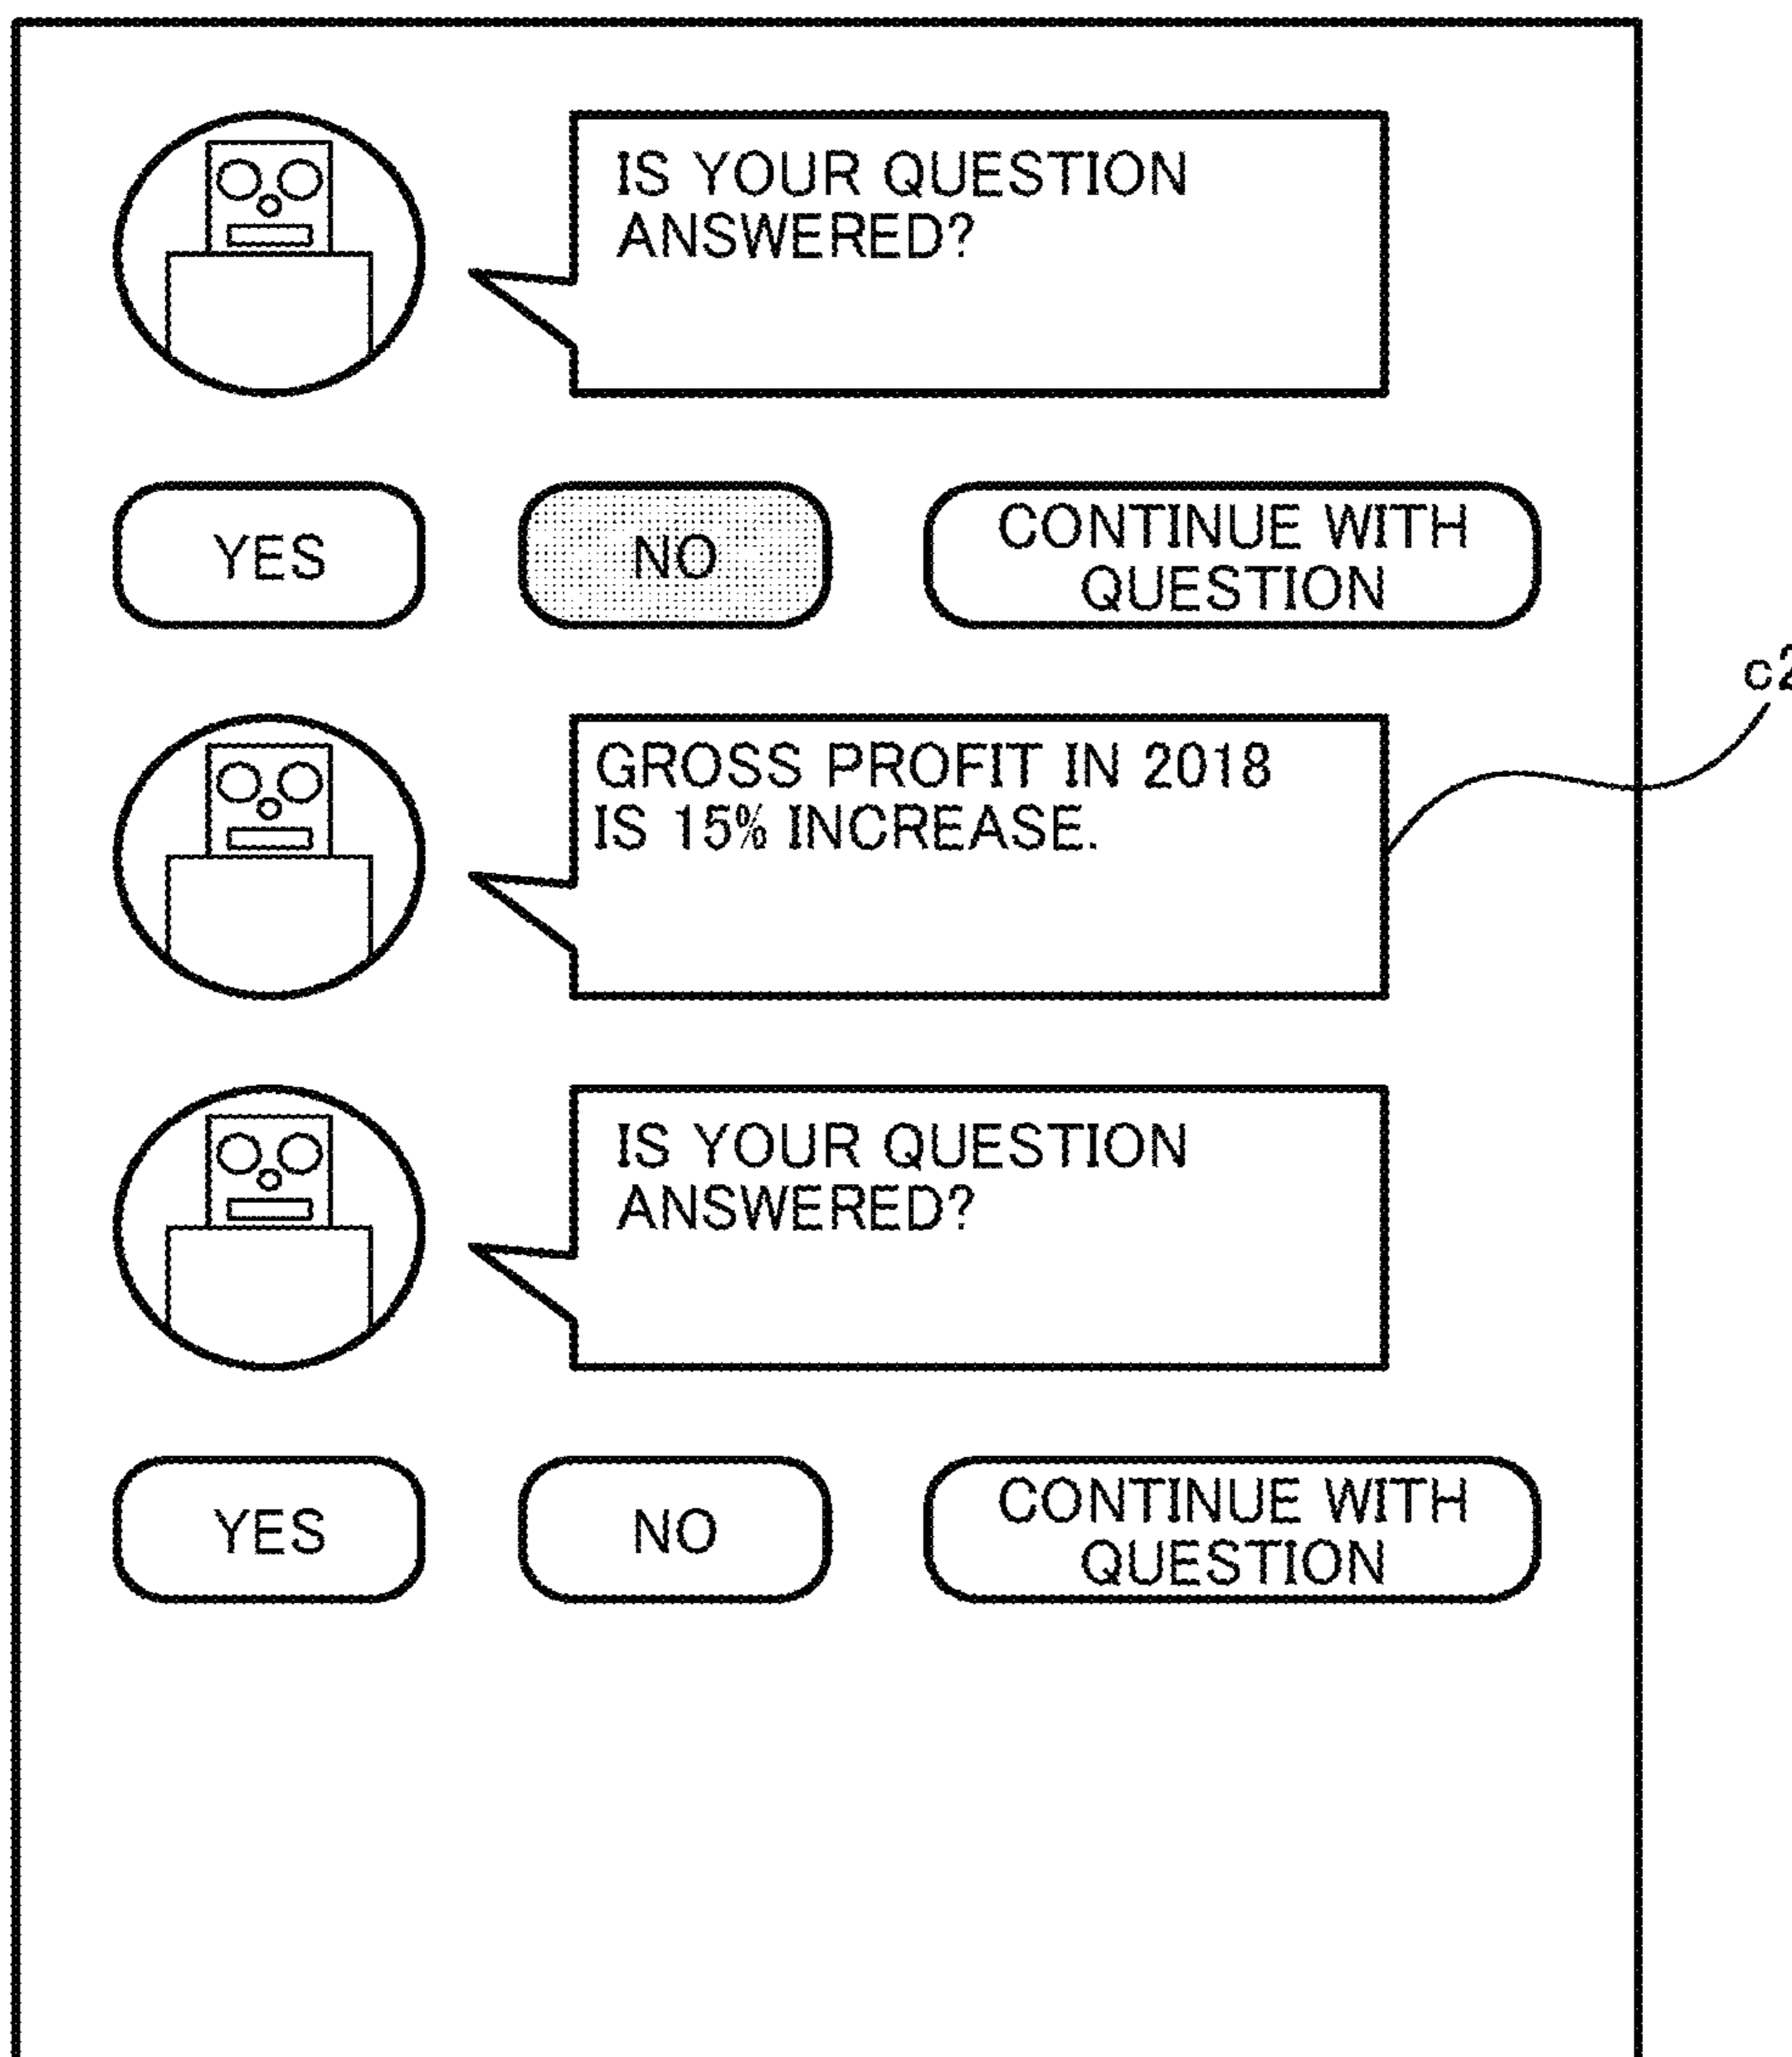 IS YOUR QUESTION
ANSWERED?
YES
NO
CONTINUE WITH
QUESTION
GROSS PROFIT IN 2018
IS 15% INCREASE.
IS YOUR QUESTION
ANSWERED?
YES
NO
CONTINUE WITH
QUESTION